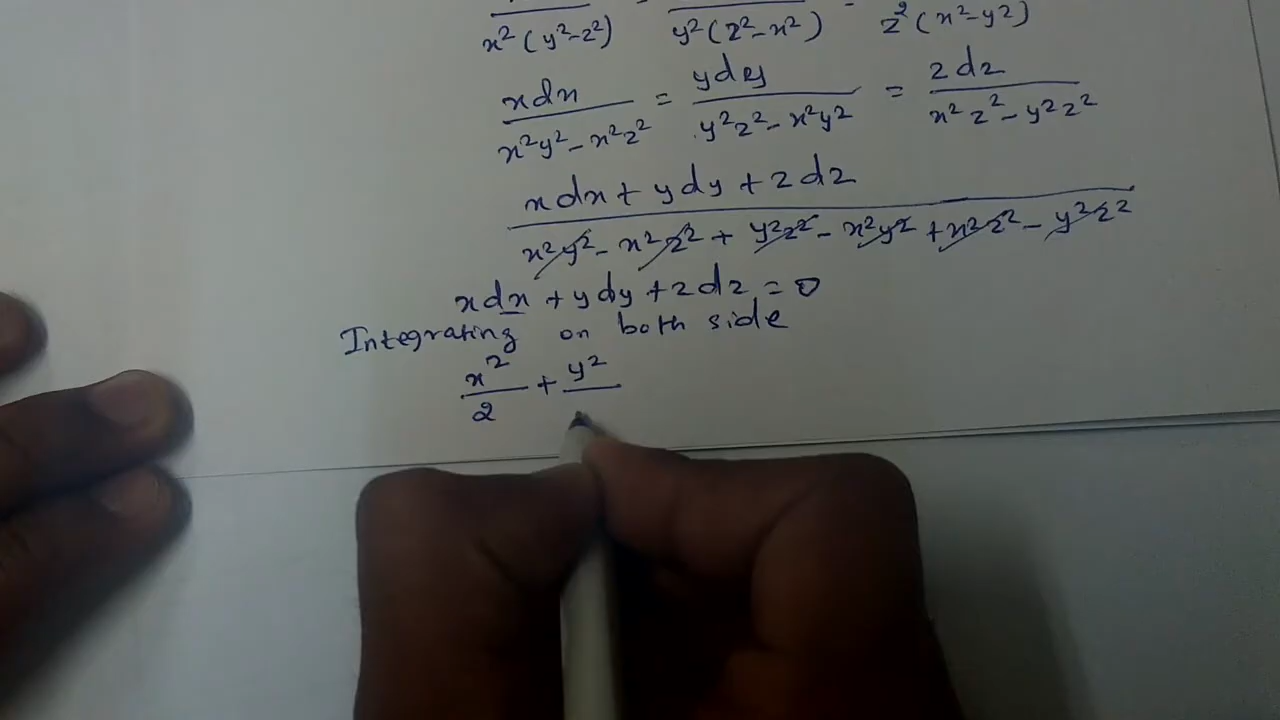 x²(y²-z²) y²(z²-x²) z²(x²-y²)
xdx/x²y²-x²z² = ydy/y²z²-x²y² = zdz/x²z²-y²z²
xdx+ydy+zdz/x²y²-x²z²+y²z²-x²y²+x²z²-y²z²
xdx+ydy+zdz=0
Integrating on both side
x²/2+y²